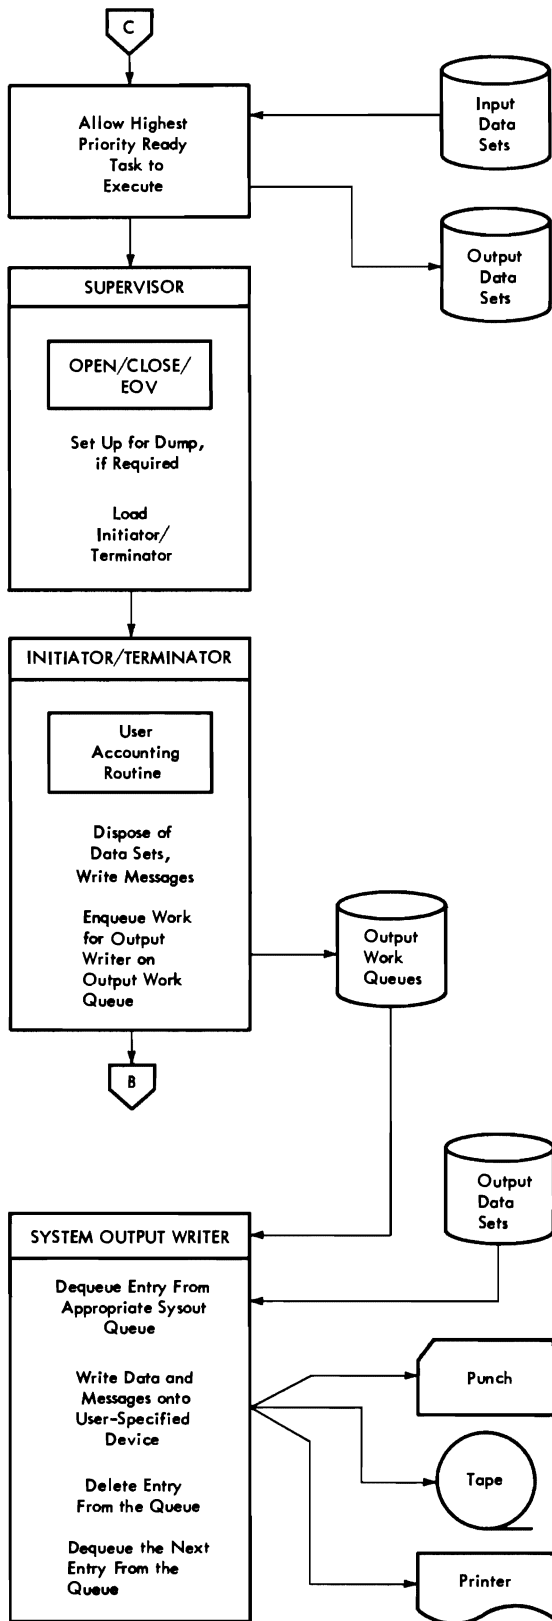 C
Allow Highest
Priority Ready
Task to
Execute
Input
Data
Sets
Output
Data
Sets
SUPERVISOR
OPEN/CLOSE/
EOV
Set Up for Dump,
if Required
Load
Initiator/
Terminator
INITIATOR/TERMINATOR
User
Accounting
Routine
Dispose of
Data Sets,
Write Messages
Enqueue Work
for Output
Writer on
Output Work
Queue
Output
Work
Queues
B
Output
Data
Sets
SYSTEM OUTPUT WRITER
Dequeue Entry From
Appropriate Sysout
Queue
Write Data and
Messages onto
User-Specified
Device
Delete Entry
From the Queue
Dequeue the Next
Entry From the
Queue
Punch
Tape
Printer